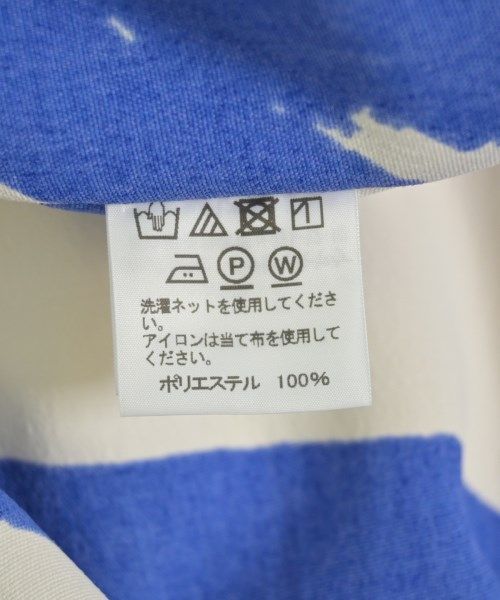 P W
洗濯ネットを使用してくださ
い。
アイロンは当て布を使用して
ください。
ポリエステル 100%